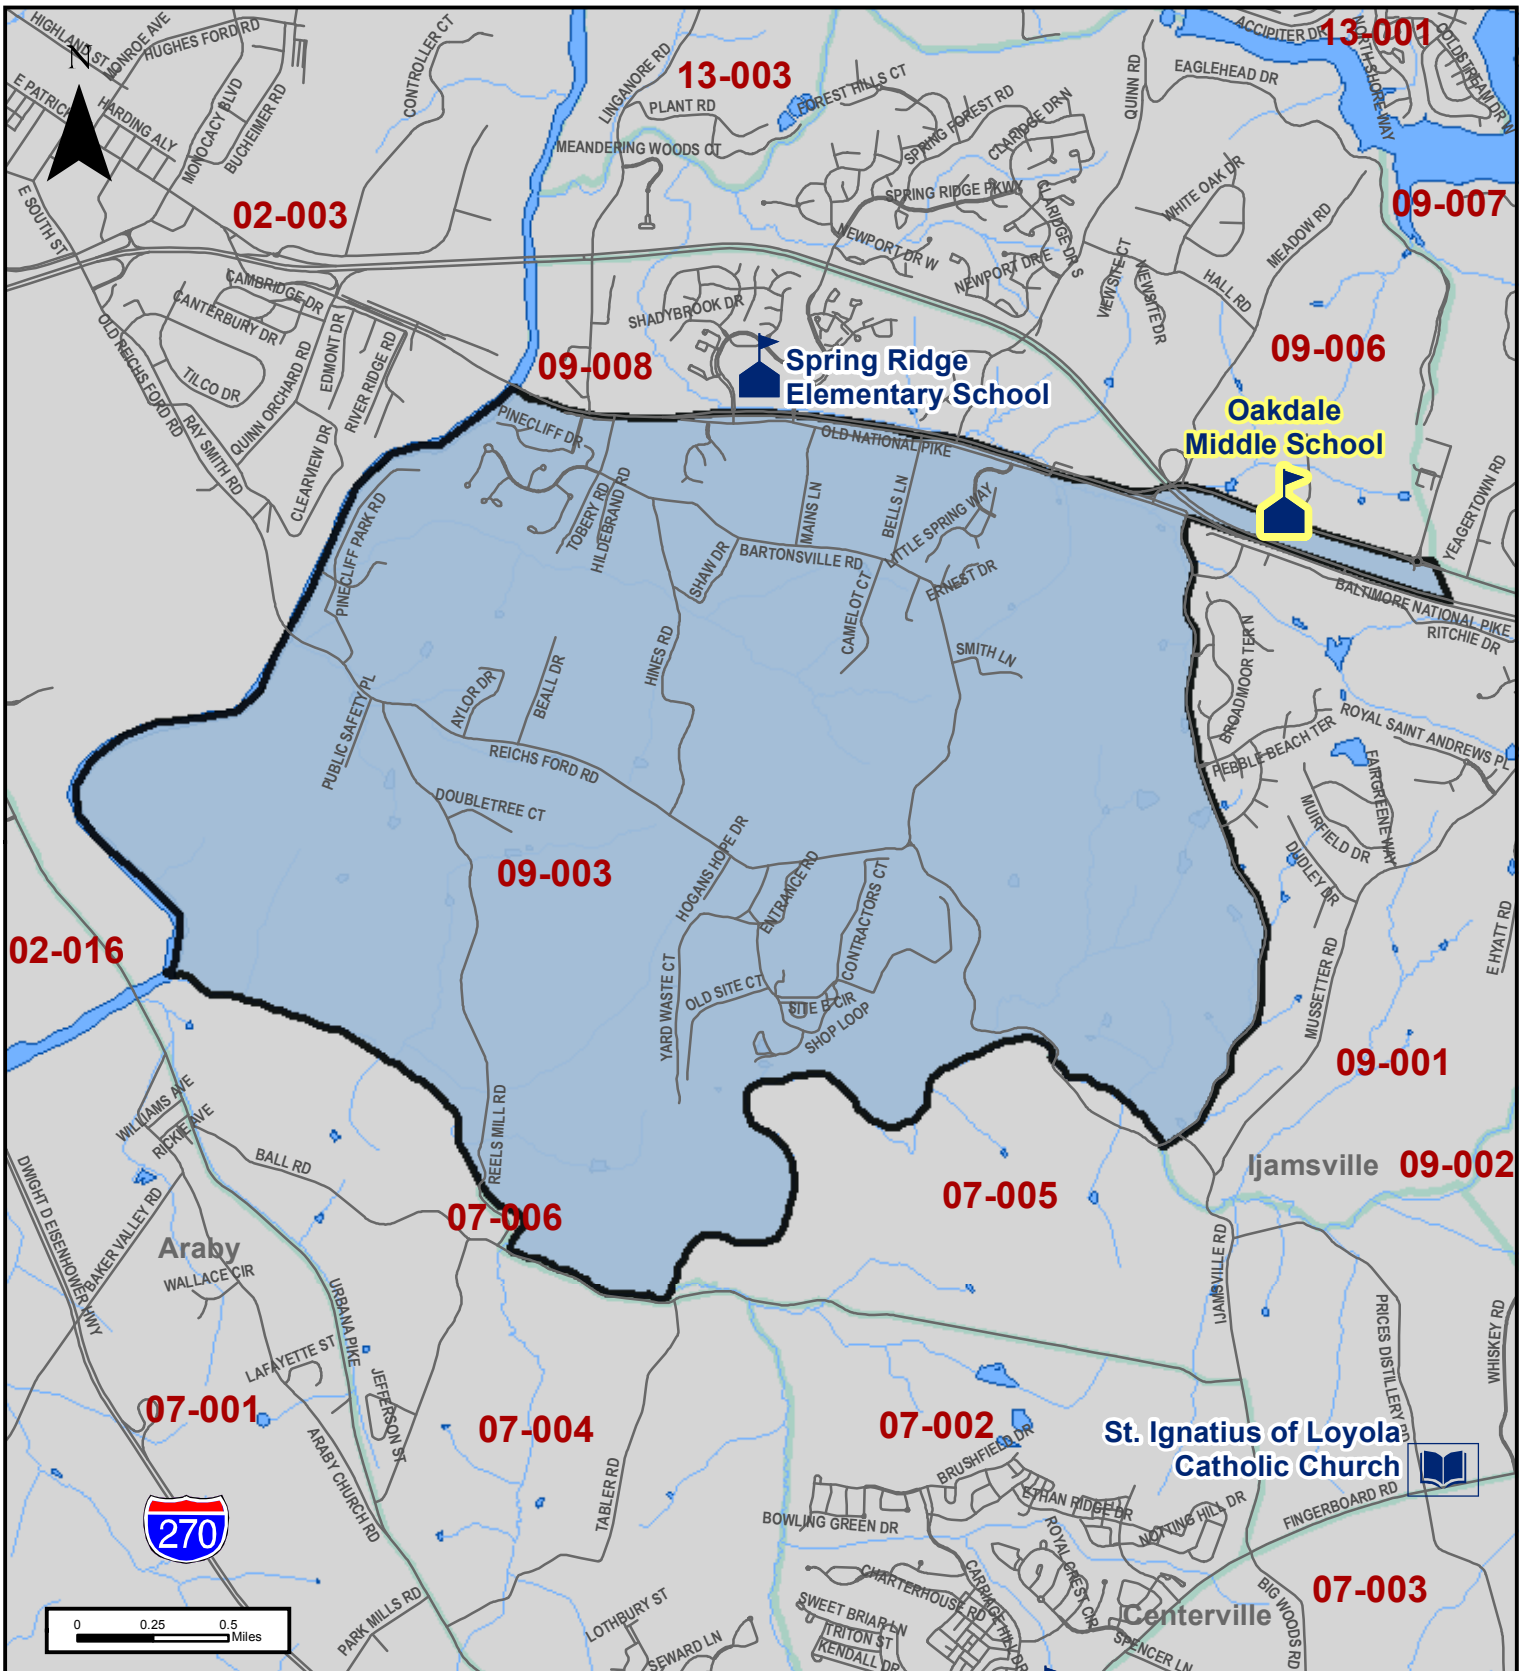 HIGHLAND ST
MONROE AVE
HUGHES FORD RD
CONTROLLER CT
LINGANORE RD
13-003
PLANT RD
FOREST HILLS CT
QUINN RD
EAGLEHEAD DR
ACCIPITER DR
13-001
NORTH SHORE WAY
COLDSTREAM DR W
N
E PATRICK
HARDING ALY
MONOCACY BLVD
BUCHEIMER RD
MEANDERING WOODS CT
SPRING FOREST RD
CLARIDGE DR N
SPRING RIDGE PKWY
CLARIDGE DR S
WHITE OAK DR
MEADOW RD
09-007
E SOUTH ST
02-003
NEWPORT DR W
NEWPORT DR E
VIEWSITE CT
VIEWSITE DR
HALL RD
CAMBRIDGE DR
CANTERBURY DR
OLD REICHS FORD RD
TILCO DR
QUINN ORCHARD RD
EDMONT DR
RIVER RIDGE RD
SHADYBROOK DR
09-008
Spring Ridge
Elementary School
09-006
Oakdale
Middle School
RAY SMITH RD
CLEARVIEW DR
PINECLIFF DR
OLD NATIONAL PIKE
YEAGERTOWN RD
PINECLIFF PARK RD
TOBERY RD
HILDEBRAND RD
MAINS LN
BELLS LN
LITTLE SPRING WAY
SHAW DR
BARTONSVILLE RD
CAMELOT CT
ERNEST DR
BALTIMORE NATIONAL PIKE
RITCHIE DR
HINES RD
SMITH LN
BROADMOOR TER N
PUBLIC SAFETY PL
AYLOR DR
BEALL DR
REICHS FORD RD
PEBBLE BEACH TER
ROYAL SAINT ANDREWS PL
FAIRGREENE WAY
MUIRFIELD DR
DUDLEY DR
DOUBLETREE CT
09-003
HOGANS HOPE DR
ENTRANCE RD
CONTRACTORS CT
02-016
YARD WASTE CT
OLD SITE CT
SITE B CIR
SHOP LOOP
MUSSETTER RD
E HYATT RD
09-001
WILLIAMS AVE
RICKIE AVE
BALL RD
REELS MILL RD
DWIGHT D EISENHOWER HWY
BAKER VALLEY RD
07-006
07-005
Ijamsville
09-002
Araby
WALLACE CIR
URBANA PIKE
IJAMSVILLE RD
PRICES DISTILLERY RD
WHISKEY RD
LAFAYETTE ST
JEFFERSON ST
07-001
ARABY CHURCH RD
07-004
TABLER RD
07-002
BRUSHFIELD DR
St. Ignatius of Loyola
Catholic Church
270
BOWLING GREEN DR
ETHAN RIDGE DR
NOTTING HILL DR
FINGERBOARD RD
ROYAL CREST CIR
CHARTERHOUSE RD
CARRIAGE HILL DR
07-003
0 0.25 0.5
Miles
PARK MILLS RD
LOTHBURY ST
SEWARD LN
SWEET BRIAR LN
TRITON ST
KENDALL DR
Centerville
SPENCER LN
BIG WOODS RD